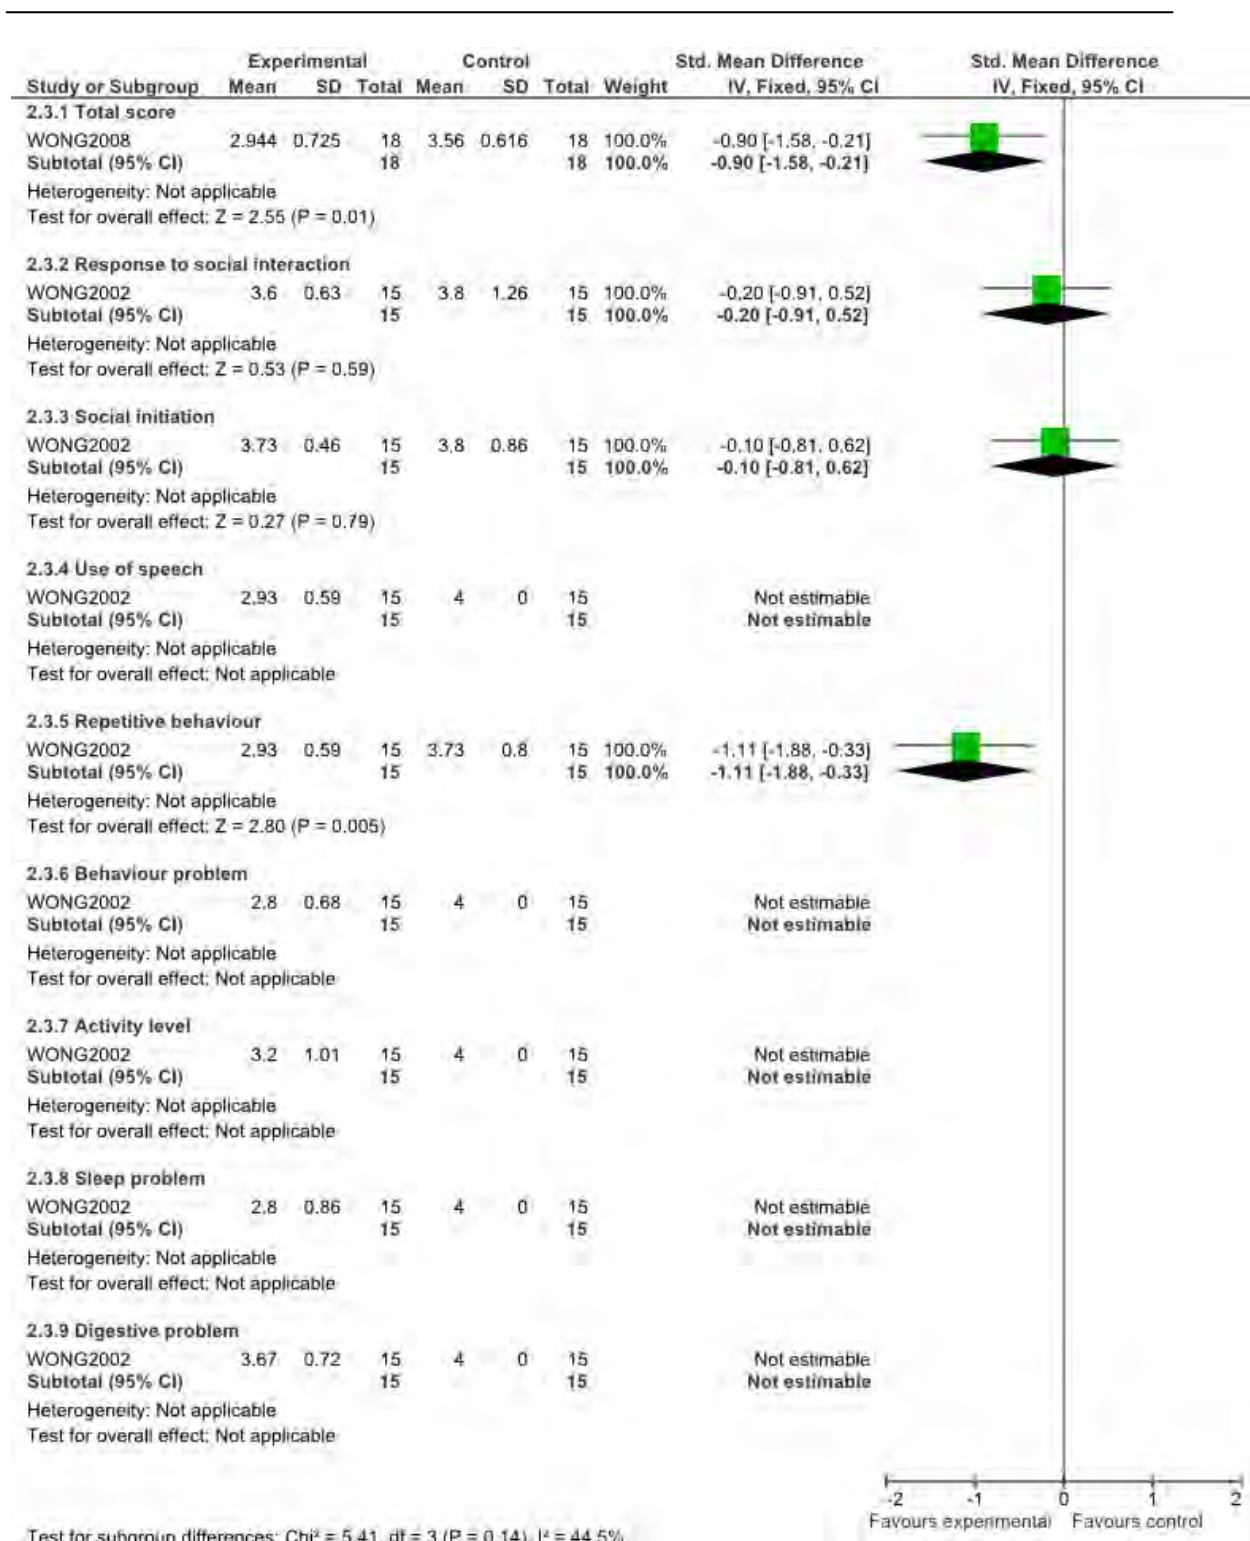 Experimental Control Std. Mean Difference Std. Mean Difference
Study or Subgroup Mean SD Total Mean SD Total Weight IV, Fixed, 95% CI IV, Fixed, 95% CI
2.3.1 Total score
WONG2008 2.944 0.725 18 3.56 0.616 18 100.0% -0.90 [-1.58, -0.21]
Subtotal (95% CI) 18 18 100.0% -0.90 [-1.58, -0.21]
Heterogeneity: Not applicable
Test for overall effect: Z = 2.55 (P = 0.01)
2.3.2 Response to social interaction
WONG2002 3.6 0.63 15 3.8 1.26 15 100.0% -0.20 [-0.91, 0.52]
Subtotal (95% CI) 15 15 100.0% -0.20 [-0.91, 0.52]
Heterogeneity: Not applicable
Test for overall effect: Z = 0.53 (P = 0.59)
2.3.3 Social initiation
WONG2002 3.73 0.46 15 3.8 0.86 15 100.0% -0.10 [-0.81, 0.62]
Subtotal (95% CI) 15 15 100.0% -0.10 [-0.81, 0.62]
Heterogeneity: Not applicable
Test for overall effect: Z = 0.27 (P = 0.79)
2.3.4 Use of speech
WONG2002 2.93 0.59 15 4 0 15 Not estimable
Subtotal (95% CI) 15 15 Not estimable
Heterogeneity: Not applicable
Test for overall effect: Not applicable
2.3.5 Repetitive behaviour
WONG2002 2.93 0.59 15 3.73 0.8 15 100.0% -1.11 [-1.88, -0.33]
Subtotal (95% CI) 15 15 100.0% -1.11 [-1.88, -0.33]
Heterogeneity: Not applicable
Test for overall effect: Z = 2.80 (P = 0.005)
2.3.6 Behaviour problem
WONG2002 2.8 0.68 15 4 0 15 Not estimable
Subtotal (95% CI) 15 15 Not estimable
Heterogeneity: Not applicable
Test for overall effect: Not applicable
2.3.7 Activity level
WONG2002 3.2 1.01 15 4 0 15 Not estimable
Subtotal (95% CI) 15 15 Not estimable
Heterogeneity: Not applicable
Test for overall effect: Not applicable
2.3.8 Sleep problem
WONG2002 2.8 0.86 15 4 0 15 Not estimable
Subtotal (95% CI) 15 15 Not estimable
Heterogeneity: Not applicable
Test for overall effect: Not applicable
2.3.9 Digestive problem
WONG2002 3.67 0.72 15 4 0 15 Not estimable
Subtotal (95% CI) 15 15 Not estimable
Heterogeneity: Not applicable
Test for overall effect: Not applicable
-2 -1 0 1 2
Favours experimental Favours control
Test for subgroup differences: Chi² = 5.41, df = 3 (P = 0.14), I² = 44.5%